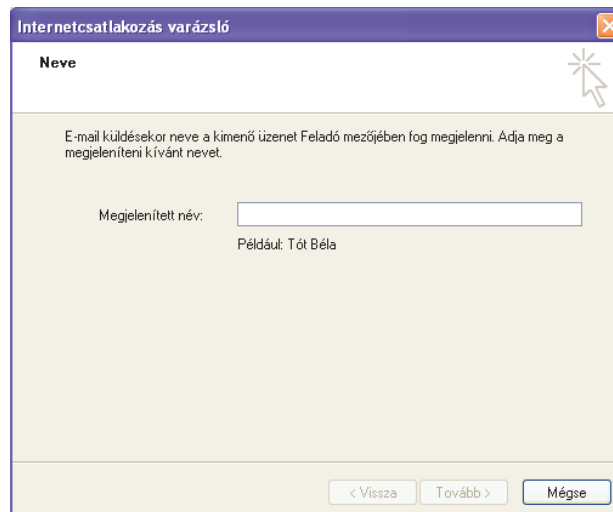 Internetcsatlakozás varázsló
Neve
E-mail küldésekor neve a kimenő üzenet Feladó mezőjében fog megjelenni. Adja meg a
megjeleníteni kívánt nevet.
Megjelenített név:
Például: Tót Béla
< Vissza Tovább > Mégse